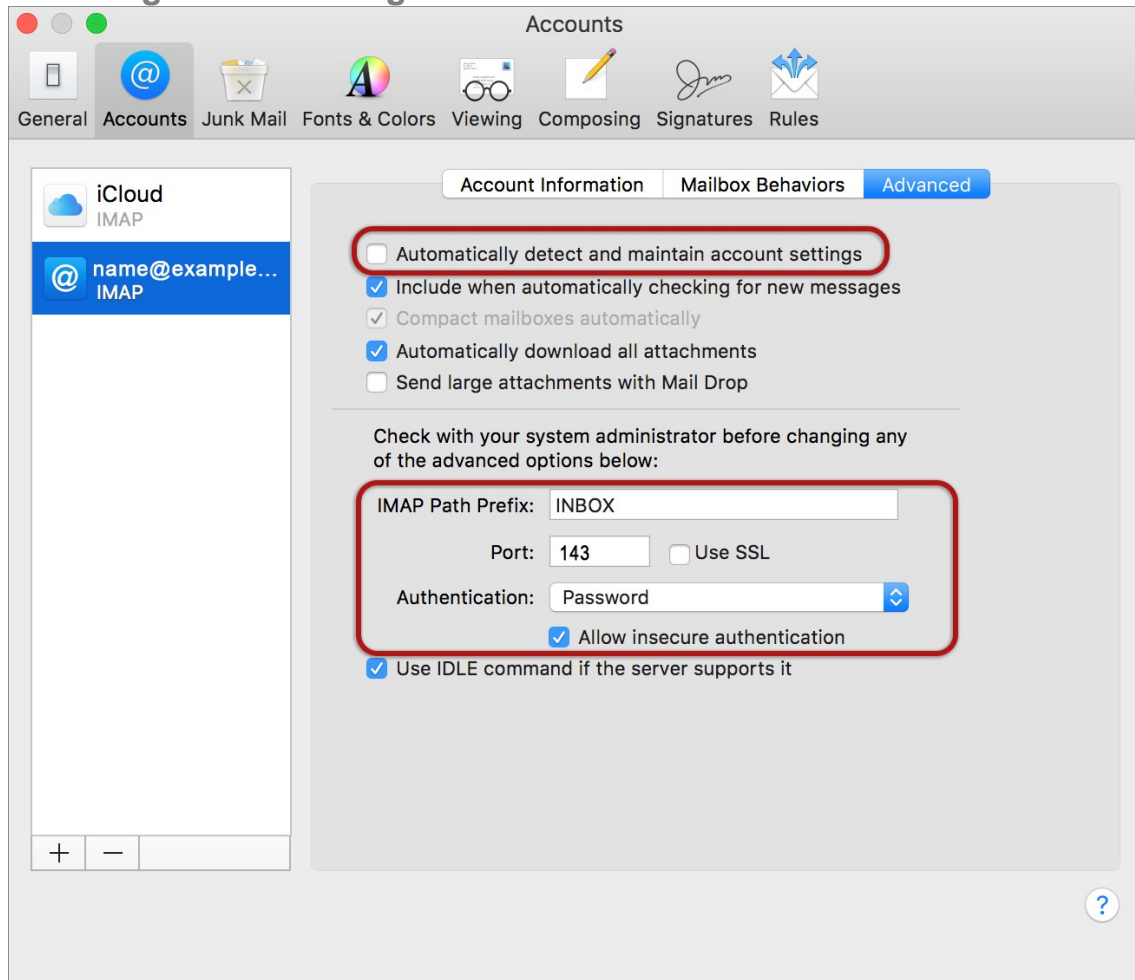 Accounts
General Accounts Junk Mail Fonts & Colors Viewing Composing Signatures Rules
iCloud
IMAP
name@example...
IMAP
Account Information Mailbox Behaviors Advanced
Automatically detect and maintain account settings
Include when automatically checking for new messages
Compact mailboxes automatically
Automatically download all attachments
Send large attachments with Mail Drop
Check with your system administrator before changing any
of the advanced options below:
IMAP Path Prefix: INBOX
Port: 143 Use SSL
Authentication: Password
Allow insecure authentication
Use IDLE command if the server supports it
+ −
?